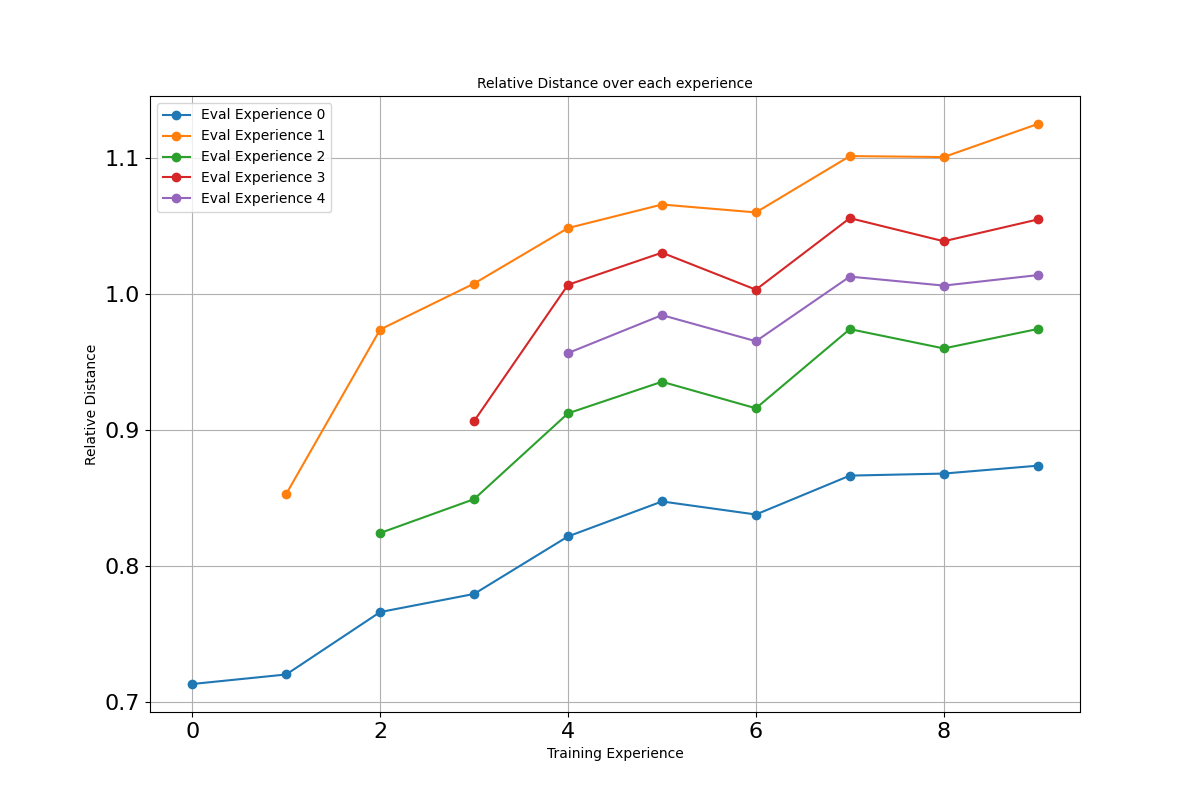 Relative Distance over each experience
Eval Experience 0
Eval Experience 1
Eval Experience 2
Eval Experience 3
Eval Experience 4
1.1
1.0
0.9
0.8
0.7
Relative Distance
0 2 4 6 8
Training Experience